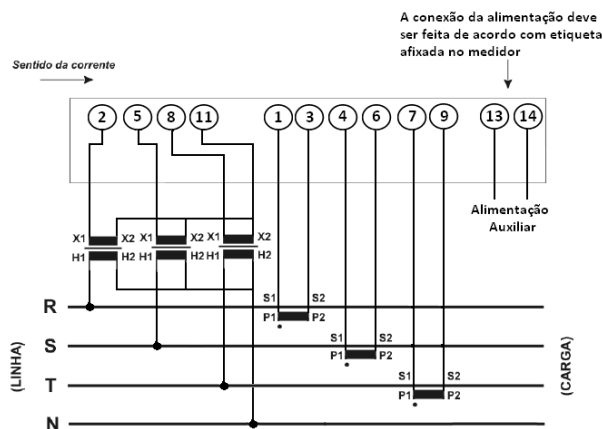 A conexão da alimentação deve
ser feita de acordo com etiqueta
afixada no medidor
Sentido da corrente
2 5 8 11 1 3 4 6 7 9 13 14
Alimentação
Auxiliar
X1 X2 X1 X2 X1 X2
H1 H2 H1 H2 H1 H2
S1 S2
R
P1 P2
S1 S2
S
P1 P2
S1 S2
T
P1 P2
N
(LINHA)
(CARGA)